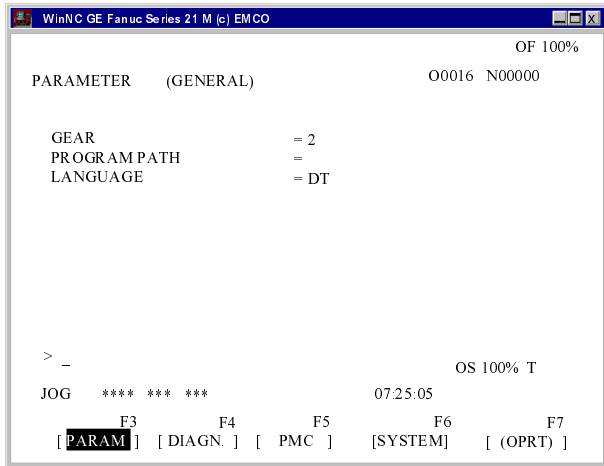 WinNC GE Fanuc Series 21 M (c) EMCO
OF 100%
PARAMETER (GENERAL) O0016 N00000
GEAR = 2
PROGRAM PATH =
LANGUAGE = DT
> _
OS 100% T
JOG **** *** *** 07:25:05
F3 F4 F5 F6 F7
[ PARAM ] [ DIAGN. ] [ PMC ] [SYSTEM] [ (OPRT) ]